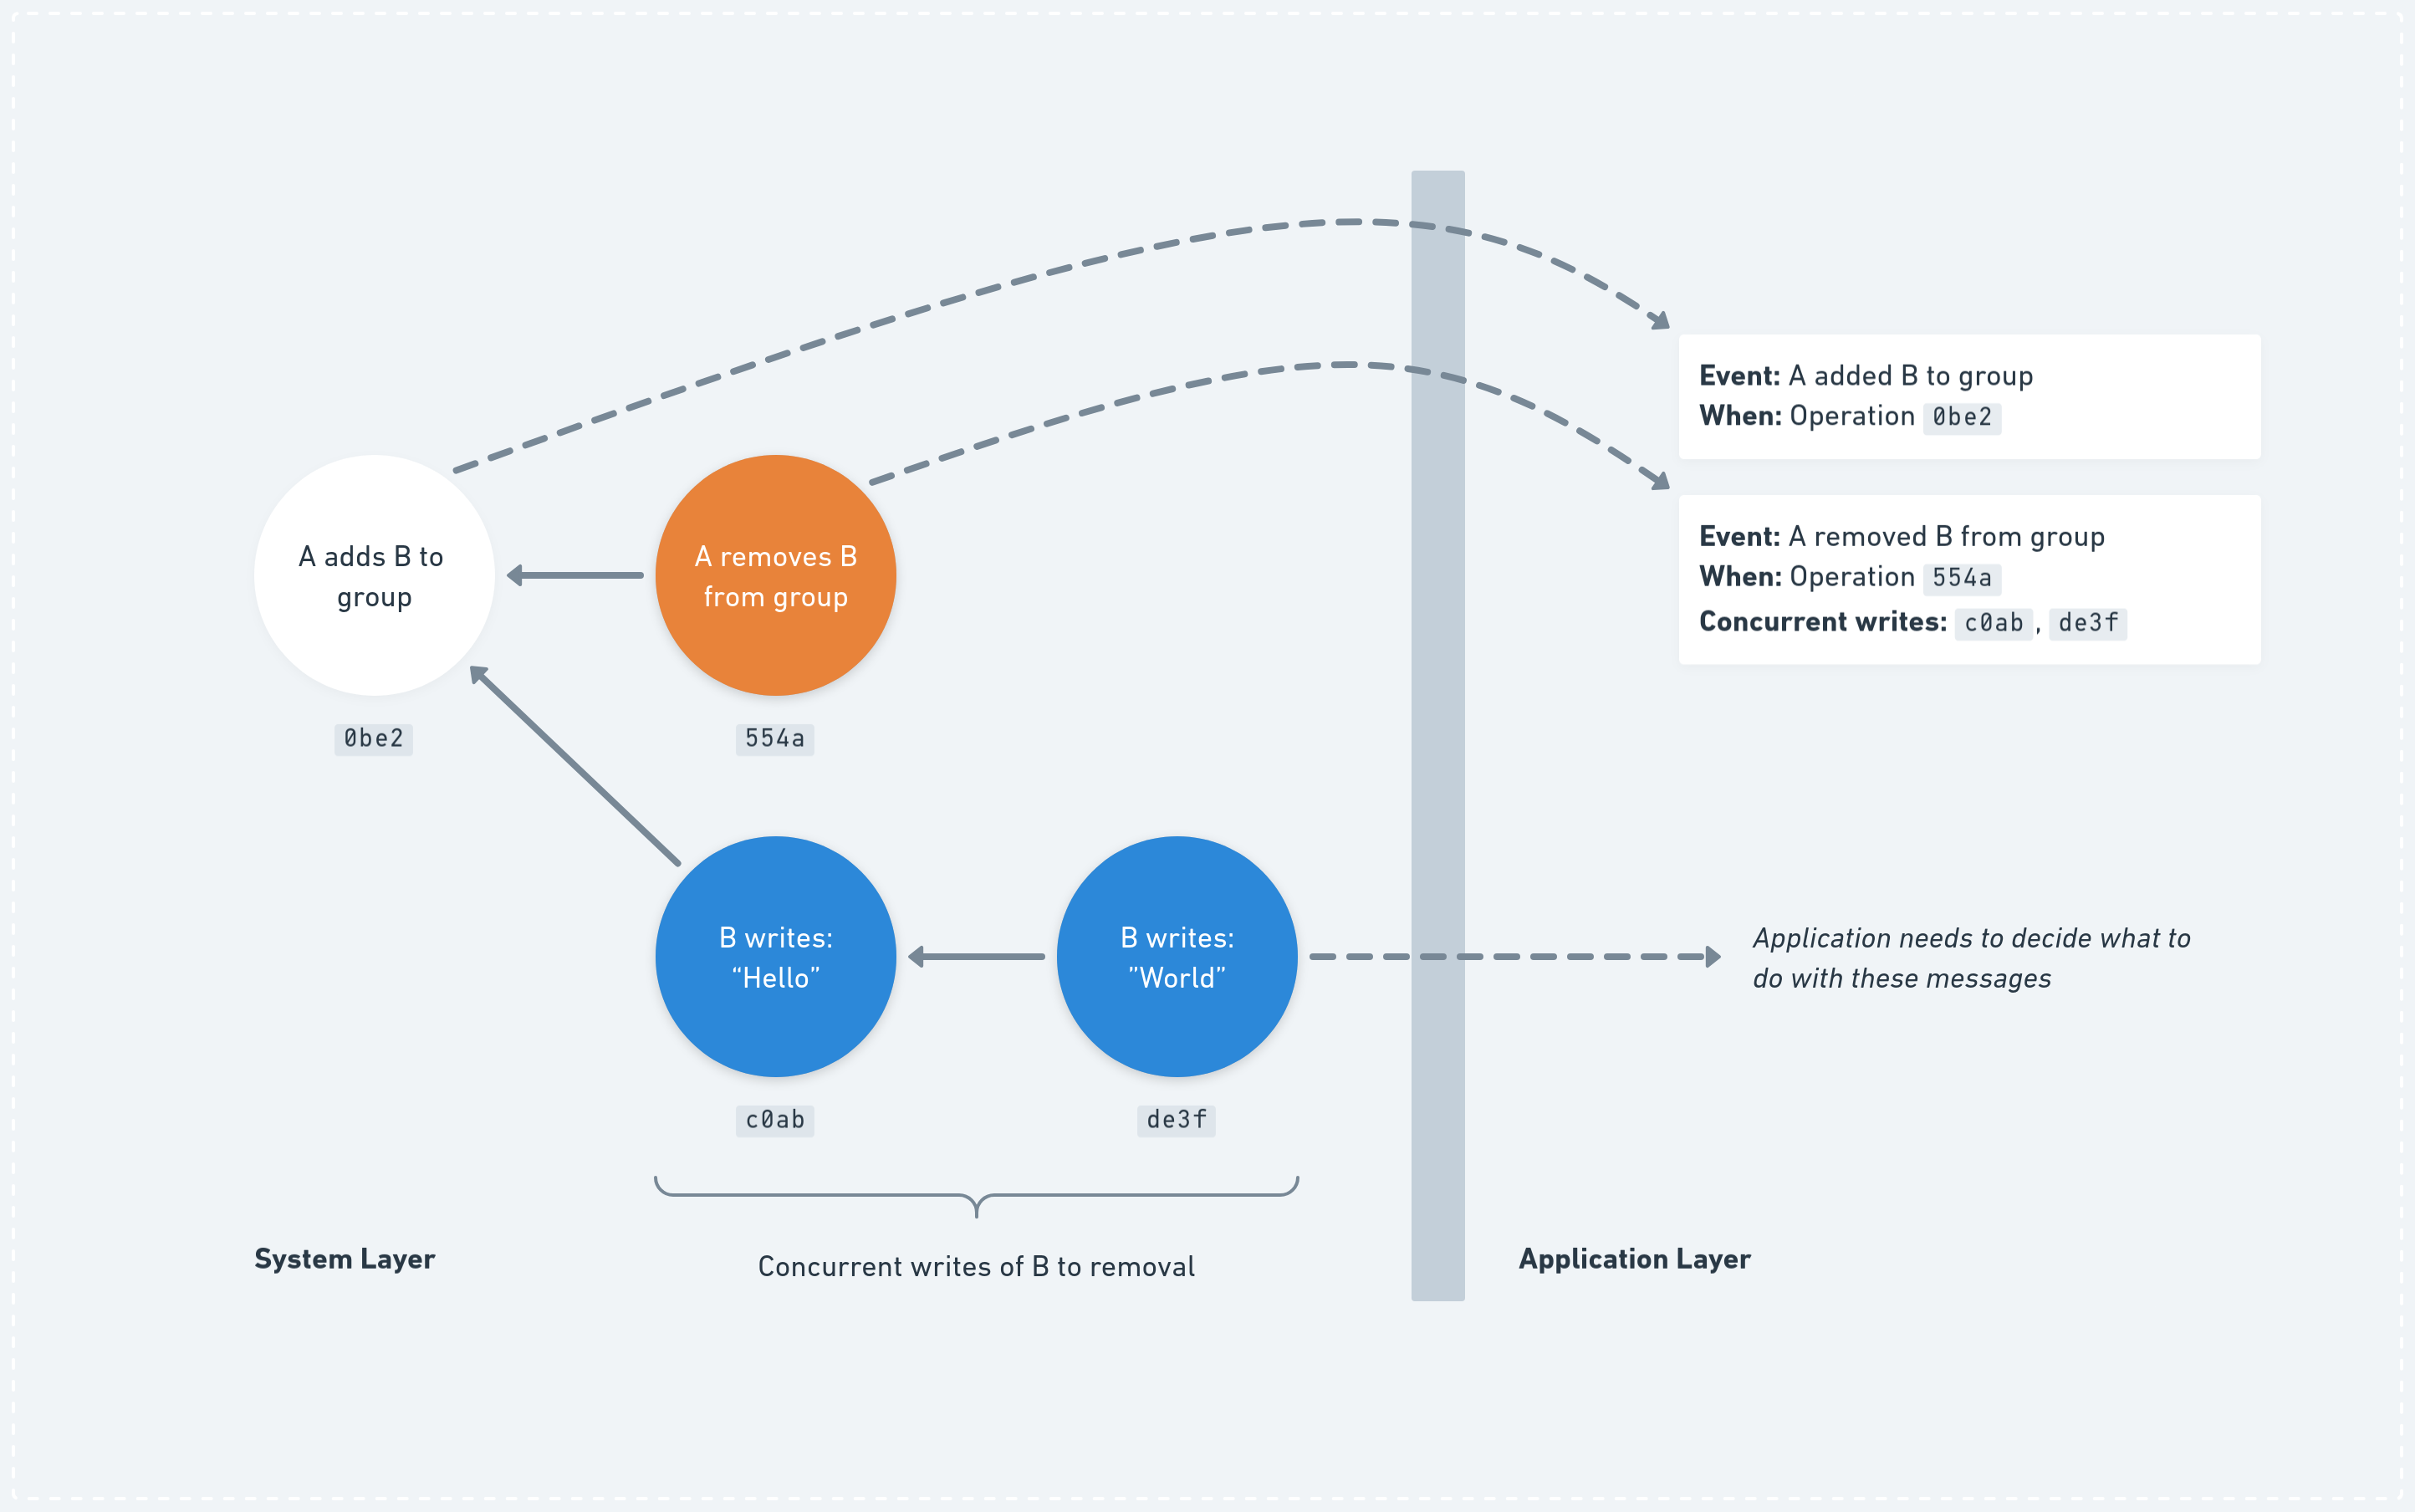 Event: A added B to group
When: Operation 0be2
Event: A removed B from group
When: Operation 554a
Concurrent writes: c0ab, de3f
A adds B to
group
0be2
A removes B
from group
554a
B writes:
“Hello”
c0ab
B writes:
”World”
de3f
Application needs to decide what to
do with these messages
System Layer
Concurrent writes of B to removal
Application Layer